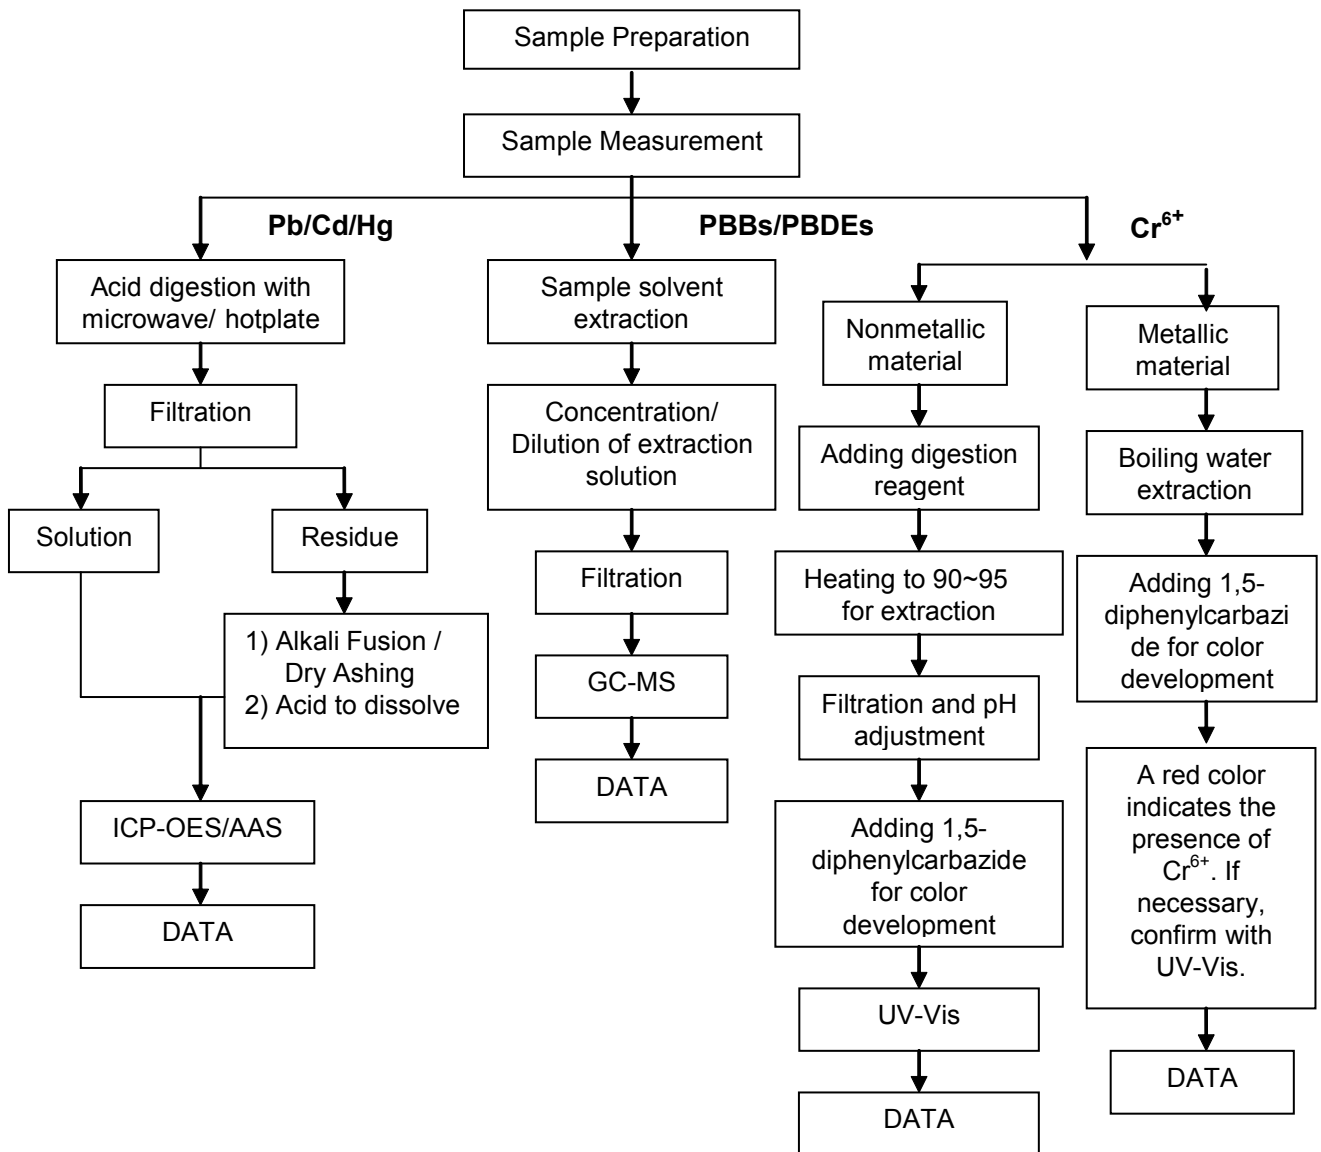 Sample Preparation
Sample Measurement
Pb/Cd/Hg
Acid digestion with
microwave/ hotplate
Filtration
Solution
Residue
1) Alkali Fusion /
Dry Ashing
2) Acid to dissolve
ICP-OES/AAS
DATA
PBBs/PBDEs
Sample solvent
extraction
Concentration/
Dilution of extraction
solution
Filtration
GC-MS
DATA
Cr⁶⁺
Nonmetallic
material
Adding digestion
reagent
Heating to 90~95
for extraction
Filtration and pH
adjustment
Adding 1,5-
diphenylcarbazide
for color
development
UV-Vis
DATA
Metallic
material
Boiling water
extraction
Adding 1,5-
diphenylcarbazi
de for color
development
A red color
indicates the
presence of
Cr⁶⁺. If
necessary,
confirm with
UV-Vis.
DATA